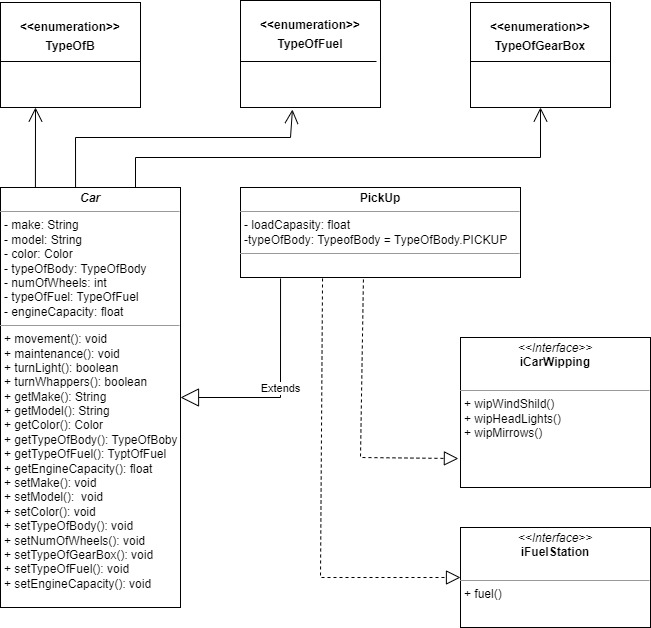 <<enumeration>>
TypeOfB
<<enumeration>>
TypeOfFuel
<<enumeration>>
TypeOfGearBox
Car
- make: String
- model: String
- color: Color
- typeOfBody: TypeOfBody
- numOfWheels: int
- typeOfFuel: TypeOfFuel
- engineCapacity: float
+ movement(): void
+ maintenance(): void
+ turnLight(): boolean
+ turnWhappers(): boolean
+ getMake(): String
+ getModel(): String
+ getColor(): Color
+ getTypeOfBody(): TypeOfBoby
+ getTypeOfFuel(): TyptOfFuel
+ getEngineCapacity(): float
+ setMake(): void
+ setModel():  void
+ setColor(): void
+ setTypeOfBody(): void
+ setNumOfWheels(): void
+ setTypeOfGearBox(): void
+ setTypeOfFuel(): void
+ setEngineCapacity(): void
PickUp
- loadCapasity: float
-typeOfBody: TypeofBody = TypeOfBody.PICKUP
Extends
<<Interface>>
iCarWipping
+ wipWindShild()
+ wipHeadLights()
+ wipMirrows()
<<Interface>>
iFuelStation
+ fuel()